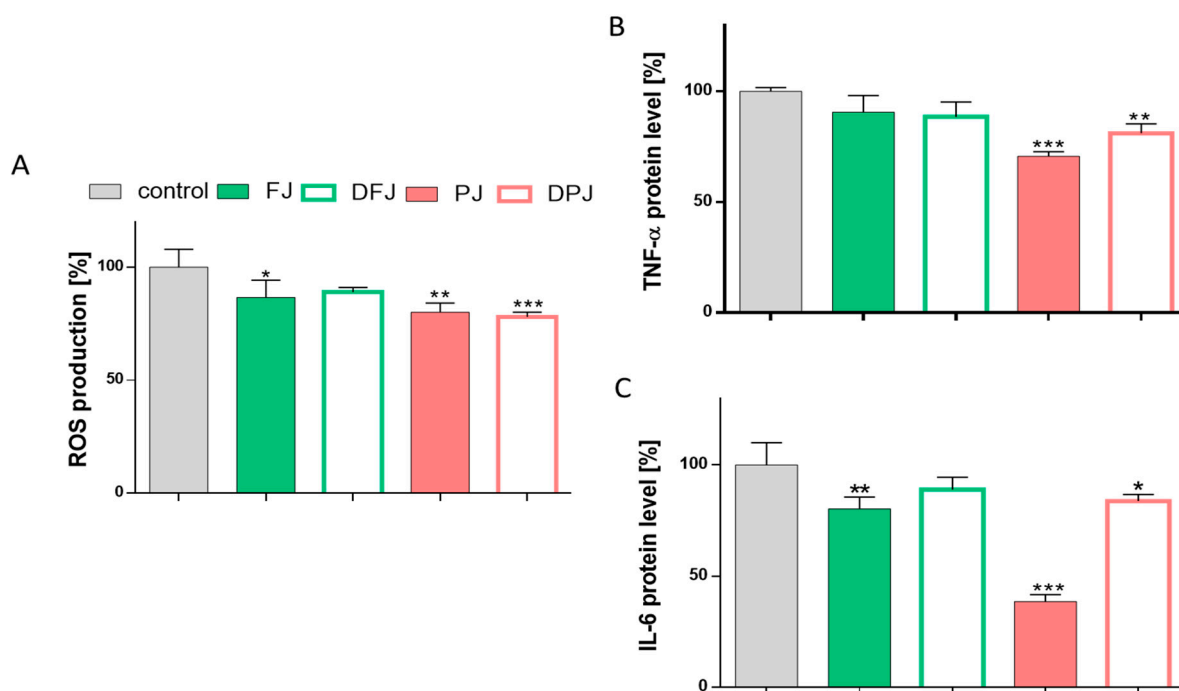 A
control FJ DFJ PJ DPJ
ROS production [%]
100
50
0
*
**
***
B
TNF-α protein level [%]
100
50
0
***
**
C
IL-6 protein level [%]
100
50
0
**
***
*